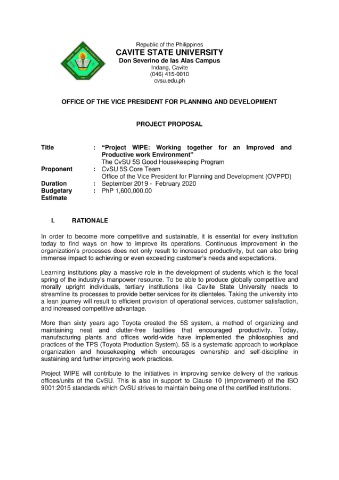 Republic of the Philippines
CAVITE STATE UNIVERSITY
Don Severino de las Alas Campus
Indang, Cavite
(046) 415-0010
cvsu.edu.ph
OFFICE OF THE VICE PRESIDENT FOR PLANNING AND DEVELOPMENT
PROJECT PROPOSAL
Title : “Project WIPE: Working together for an Improved and
Productive work Environment”
The CvSU 5S Good Housekeeping Program
Proponent : CvSU 5S Core Team
Office of the Vice President for Planning and Development (OVPPD)
Duration : September 2019 - February 2020
Budgetary : PhP 1,600,000.00
Estimate
I. RATIONALE
In order to become more competitive and sustainable, it is essential for every institution
today to find ways on how to improve its operations. Continuous improvement in the
organization's processes does not only result to increased productivity, but can also bring
immense impact to achieving or even exceeding customer's needs and expectations.
Learning institutions play a massive role in the development of students which is the focal
spring of the industry's manpower resource. To be able to produce globally competitive and
morally upright individuals, tertiary institutions like Cavite State University needs to
streamline its processes to provide better services for its clienteles. Taking the university into
a lean journey will result to efficient provision of operational services, customer satisfaction,
and increased competitive advantage.
More than sixty years ago Toyota created the 5S system, a method of organizing and
maintaining neat and clutter-free facilities that encouraged productivity. Today,
manufacturing plants and offices world-wide have implemented the philosophies and
practices of the TPS (Toyota Production System). 5S is a systematic approach to workplace
organization and housekeeping which encourages ownership and self-discipline in
sustaining and further improving work practices.
Project WIPE will contribute to the initiatives in improving service delivery of the various
offices/units of the CvSU. This is also in support to Clause 10 (Improvement) of the ISO
9001:2015 standards which CvSU strives to maintain being one of the certified institutions.